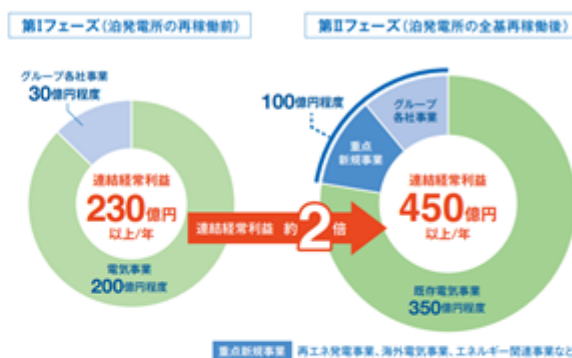 第Ⅰフェーズ(泊発電所の再稼働前)
グループ各社事業
30億円程度
連結経常利益
230億円
以上/年
電気事業
200億円程度
連結経常利益 約2倍
第Ⅱフェーズ(泊発電所の全基再稼働後)
100億円程度
グループ
各社事業
重点
新規事業
連結経常利益
450億円
以上/年
既存電気事業
350億円程度
重点新規事業 再エネ発電事業、海外電気事業、エネルギー関連事業など